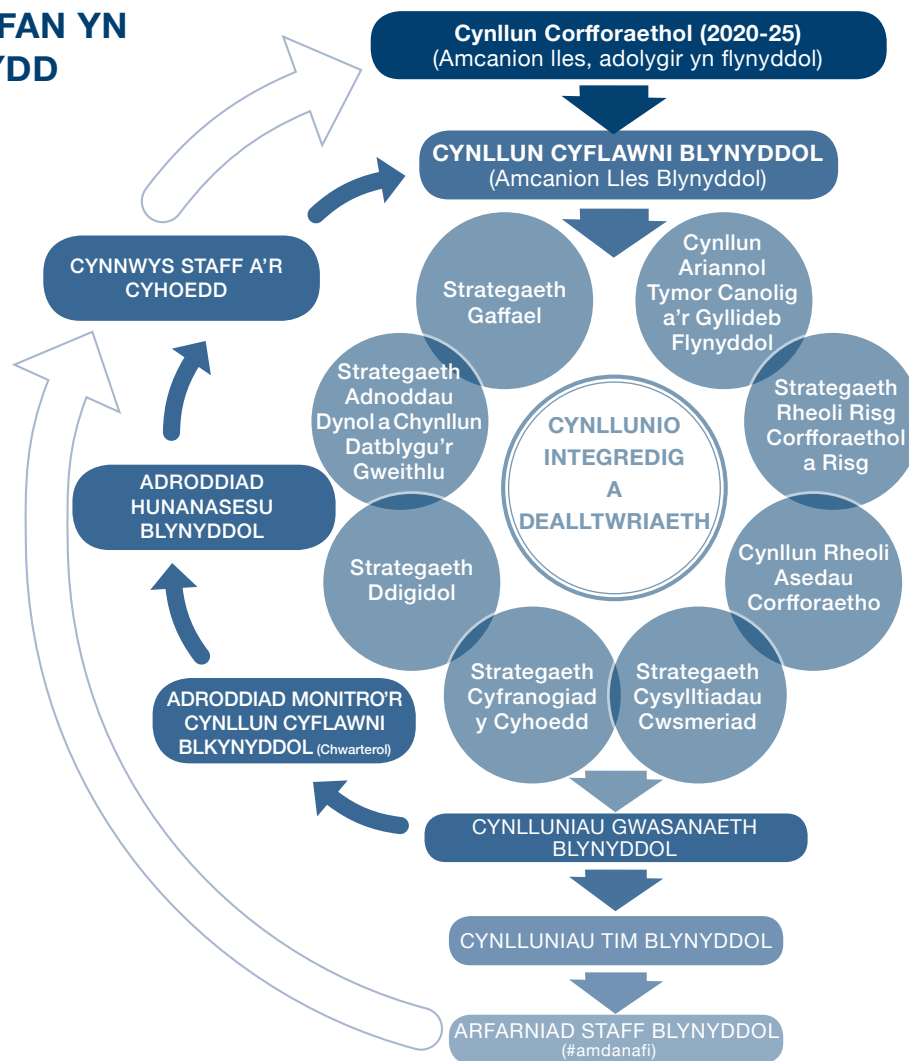 FAN YN
YDD
Cynllun Corfforaethol (2020-25)
(Amcanion lles, adolygir yn flynyddol)
CYNLLUN CYFLAWNI BLYNYDDOL
(Amcanion Lles Blynyddol)
CYNNWYS STAFF A’R
CYHOEDD
Strategaeth
Gaffael
Cynllun
Ariannol
Tymor Canolig
a'r Gyllideb
Flynyddol
Strategaeth
Adnoddau
Dynol a Chynllun
Datblygu’r
Gweithlu
CYNLLUNIO
INTEGREDIG
A
DEALLTWRIAETH
Strategaeth
Rheoli Risg
Corfforaethol
a Risg
ADRODDIAD
HUNANASESU
BLYNYDDOL
Strategaeth
Ddigidol
Cynllun Rheoli
Asedau
Corfforaetho
Strategaeth
Cyfranogiad
y Cyhoedd
Strategaeth
Cysylltiadau
Cwsmeriad
ADRODDIAD MONITRO’R
CYNLLUN CYFLAWNI
BLKYNYDDOL (Chwarterol)
CYNLLUNIAU GWASANAETH
BLYNYDDOL
CYNLLUNIAU TIM BLYNYDDOL
ARFARNIAD STAFF BLYNYDDOL
(#amdanafi)